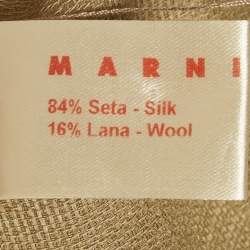 MARNI
84% Seta - Silk
16% Lana - Wool